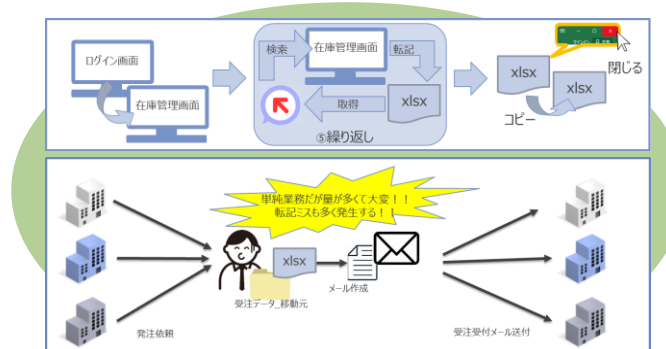 ログイン画面
在庫管理画面
検索
在庫管理画面
転記
取得
xlsx
⑤繰り返し
xlsx
xlsx
コピー
閉じる
単純業務だが量が多くて大変！！
転記ミスも多く発生する！！
xlsx
メール作成
受注データ_移動元
発注依頼
受注受付メール送付